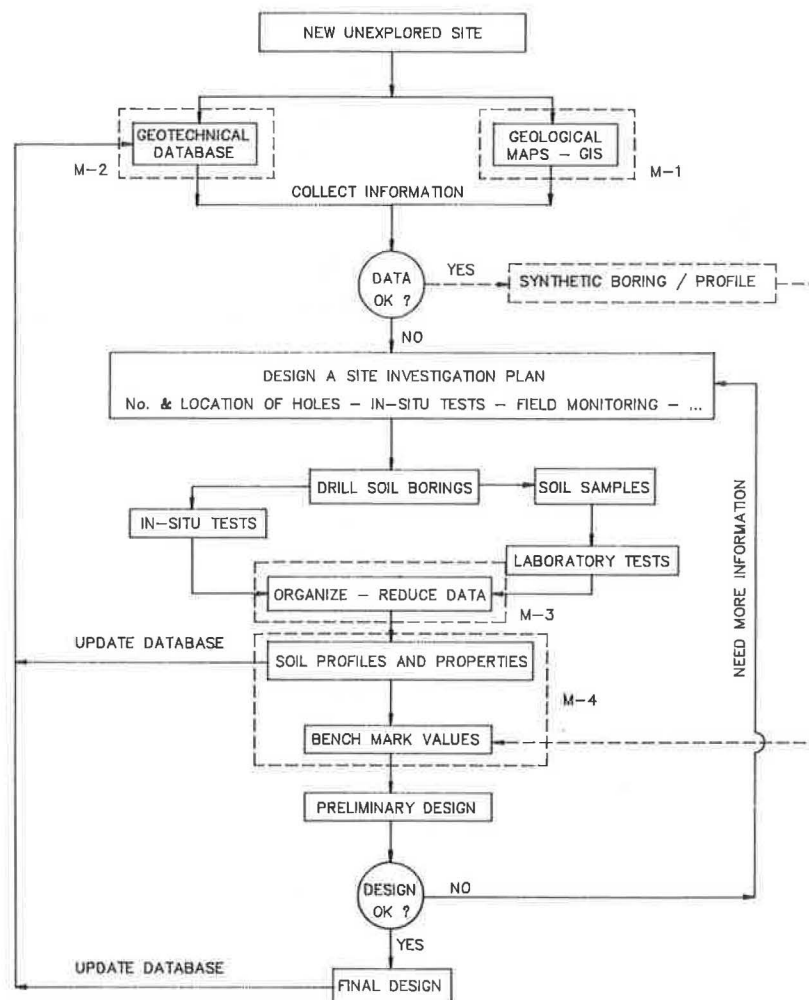 NEW UNEXPLORED SITE
GEOTECHNICAL
DATABASE
GEOLOGICAL
MAPS - GIS
M-2
M-1
COLLECT INFORMATION
DATA
OK ?
YES
SYNTHETIC BORING / PROFILE
NO
DESIGN A SITE INVESTIGATION PLAN
No. & LOCATION OF HOLES - IN-SITU TESTS - FIELD MONITORING - ...
DRILL SOIL BORINGS
SOIL SAMPLES
IN-SITU TESTS
LABORATORY TESTS
NEED MORE INFORMATION
ORGANIZE - REDUCE DATA
M-3
UPDATE DATABASE
SOIL PROFILES AND PROPERTIES
M-4
BENCH MARK VALUES
PRELIMINARY DESIGN
DESIGN
OK ?
NO
YES
UPDATE DATABASE
FINAL DESIGN